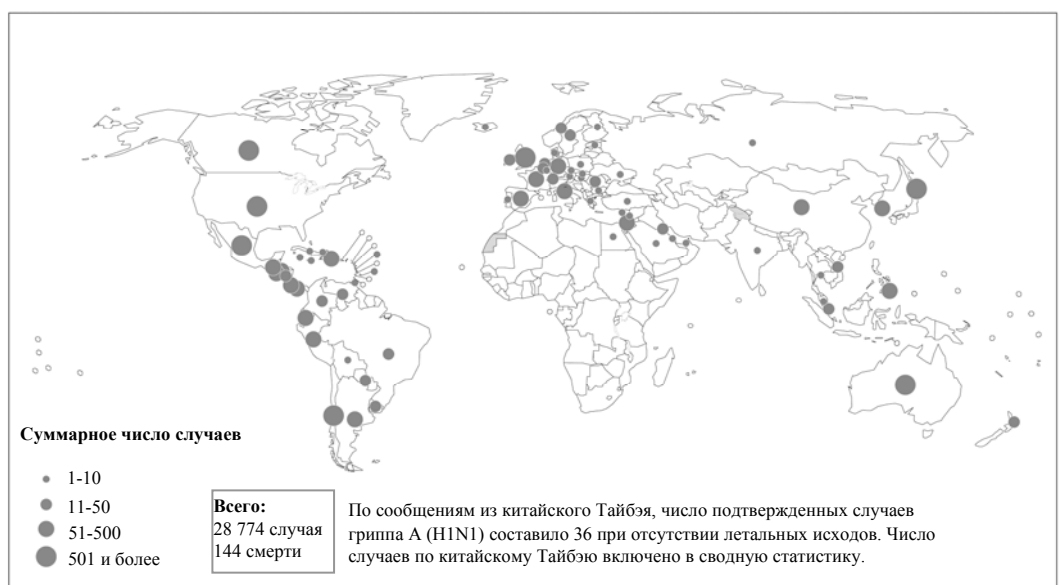 Суммарное число случаев
1-10
11-50
51-500
501 и более
Всего:
28 774 случая
144 смерти
По сообщениям из китайского Тайбэя, число подтвержденных случаев
гриппа А (H1N1) составило 36 при отсутствии летальных исходов. Число
случаев по китайскому Тайбэю включено в сводную статистику.